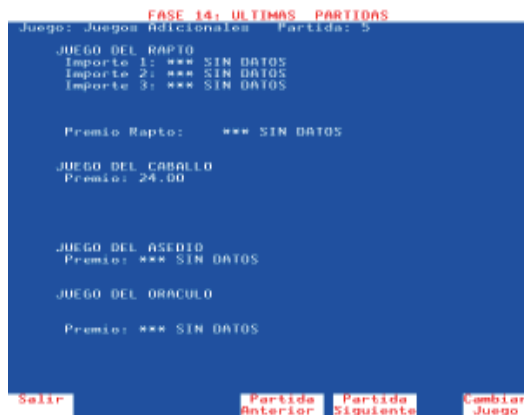 FASE 14: ULTIMAS PARTIDAS
Juego: Juegos Adicionales Partida: 5
JUEGO DEL RAPTO
Importe 1: *** SIN DATOS
Importe 2: *** SIN DATOS
Importe 3: *** SIN DATOS
Premio Rapto: *** SIN DATOS
JUEGO DEL CABALLO
Premio: 24.00
JUEGO DEL ASEDIO
Premio: *** SIN DATOS
JUEGO DEL ORACULO
Premio: *** SIN DATOS
Salir Partida Partida Cambiar
Anterior Siguiente Juego